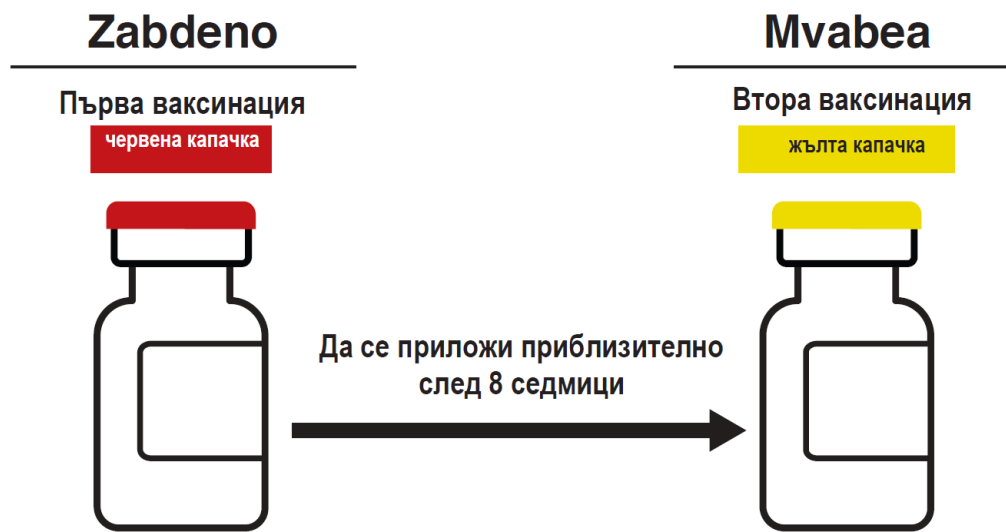 Zabdeno
Първа ваксинация
червена капачка
Mvabea
Втора ваксинация
жълта капачка
Да се приложи приблизително
след 8 седмици